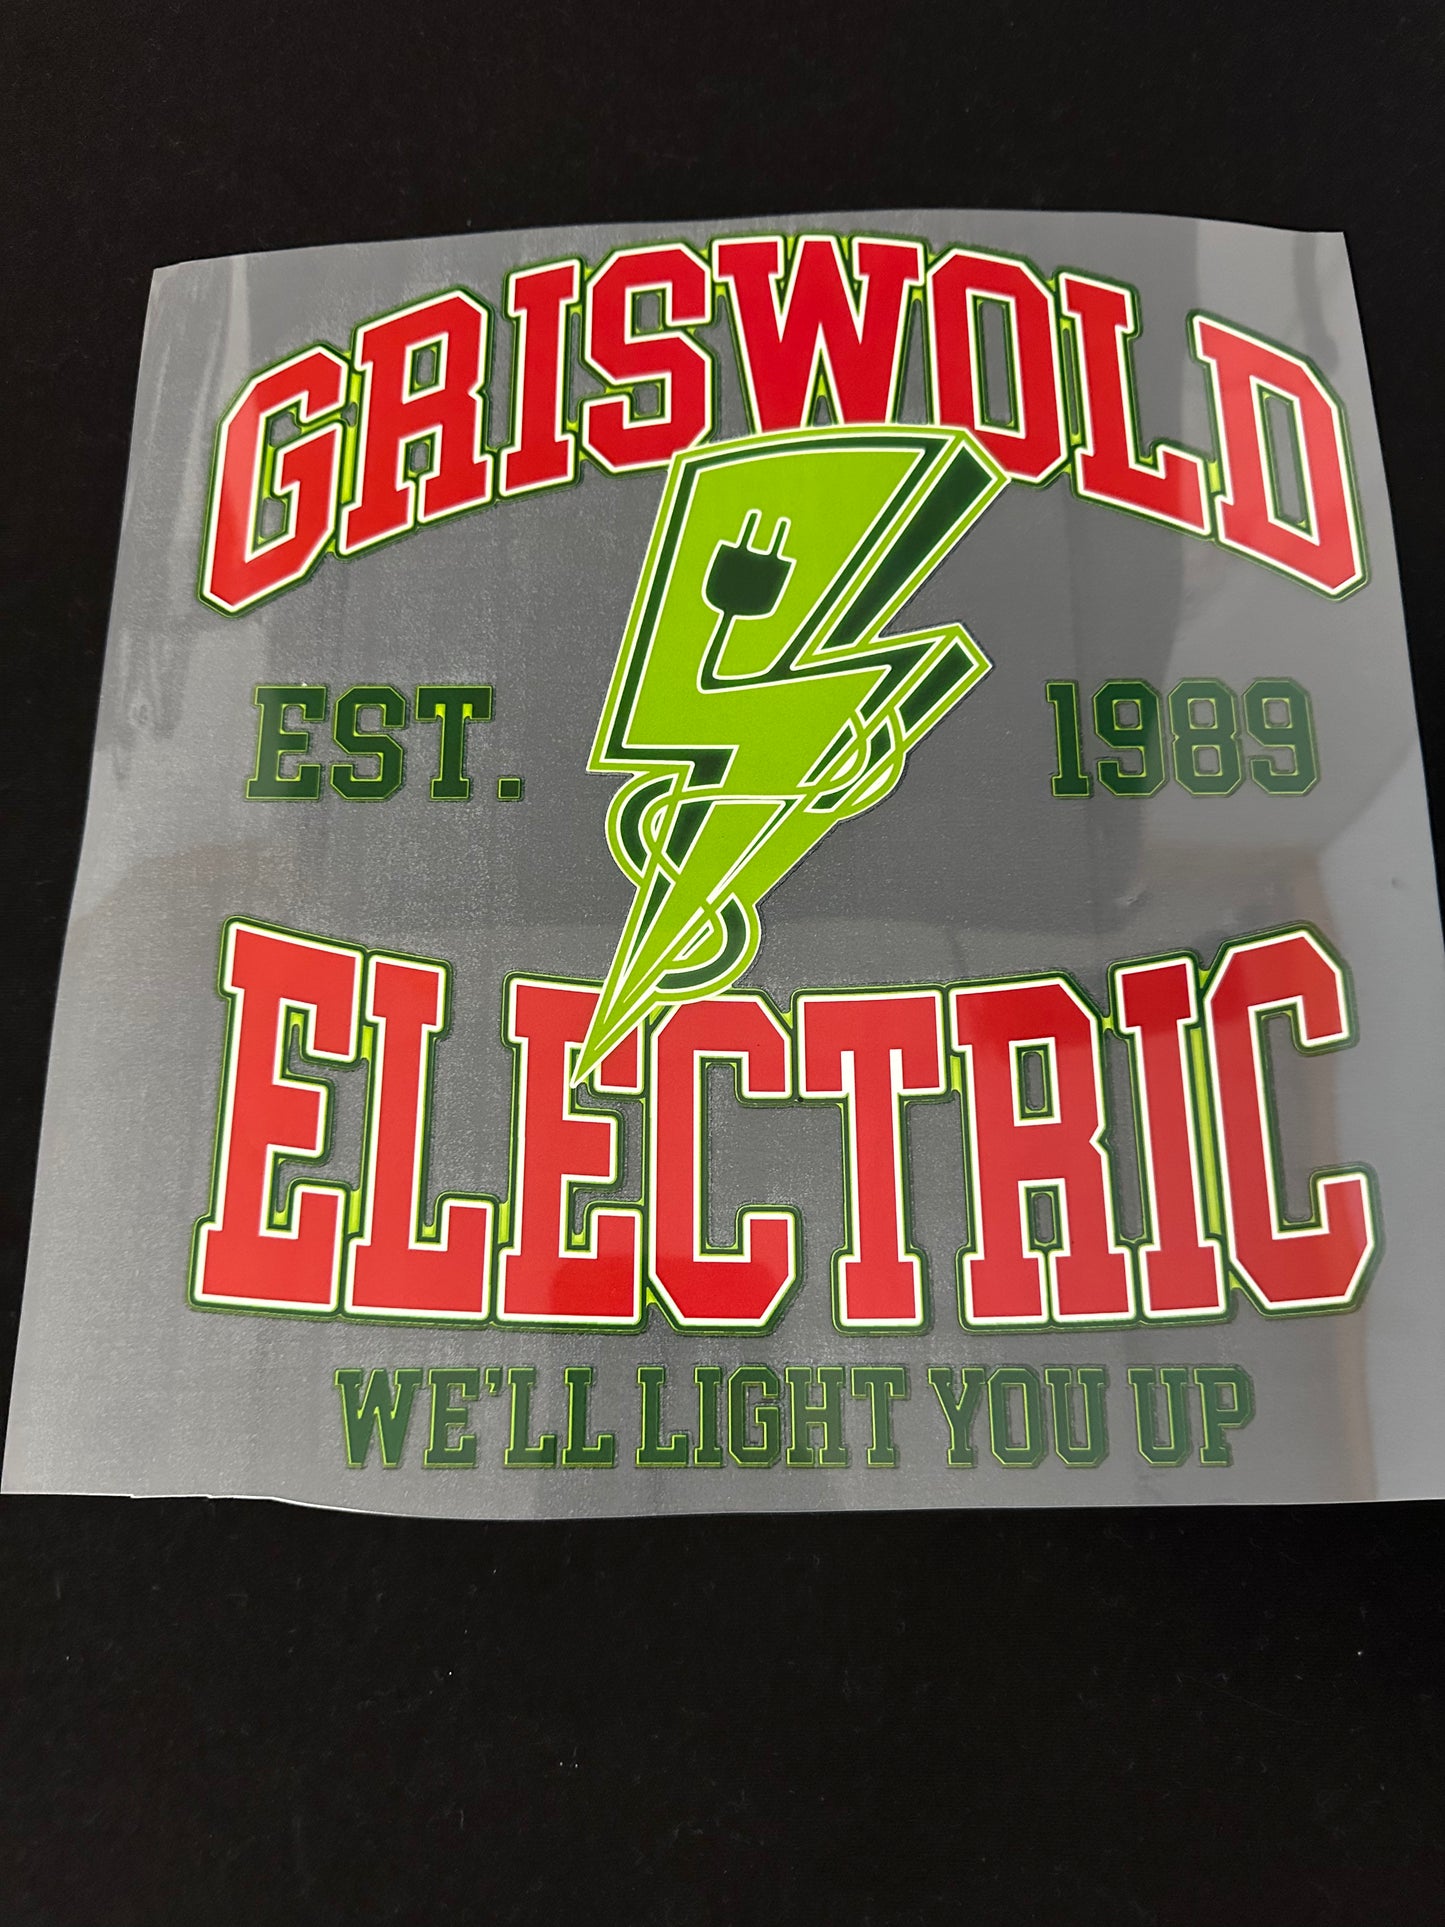 GRISWOLD
EST. 1989
ELECTRIC
WE'LL LIGHT YOU UP